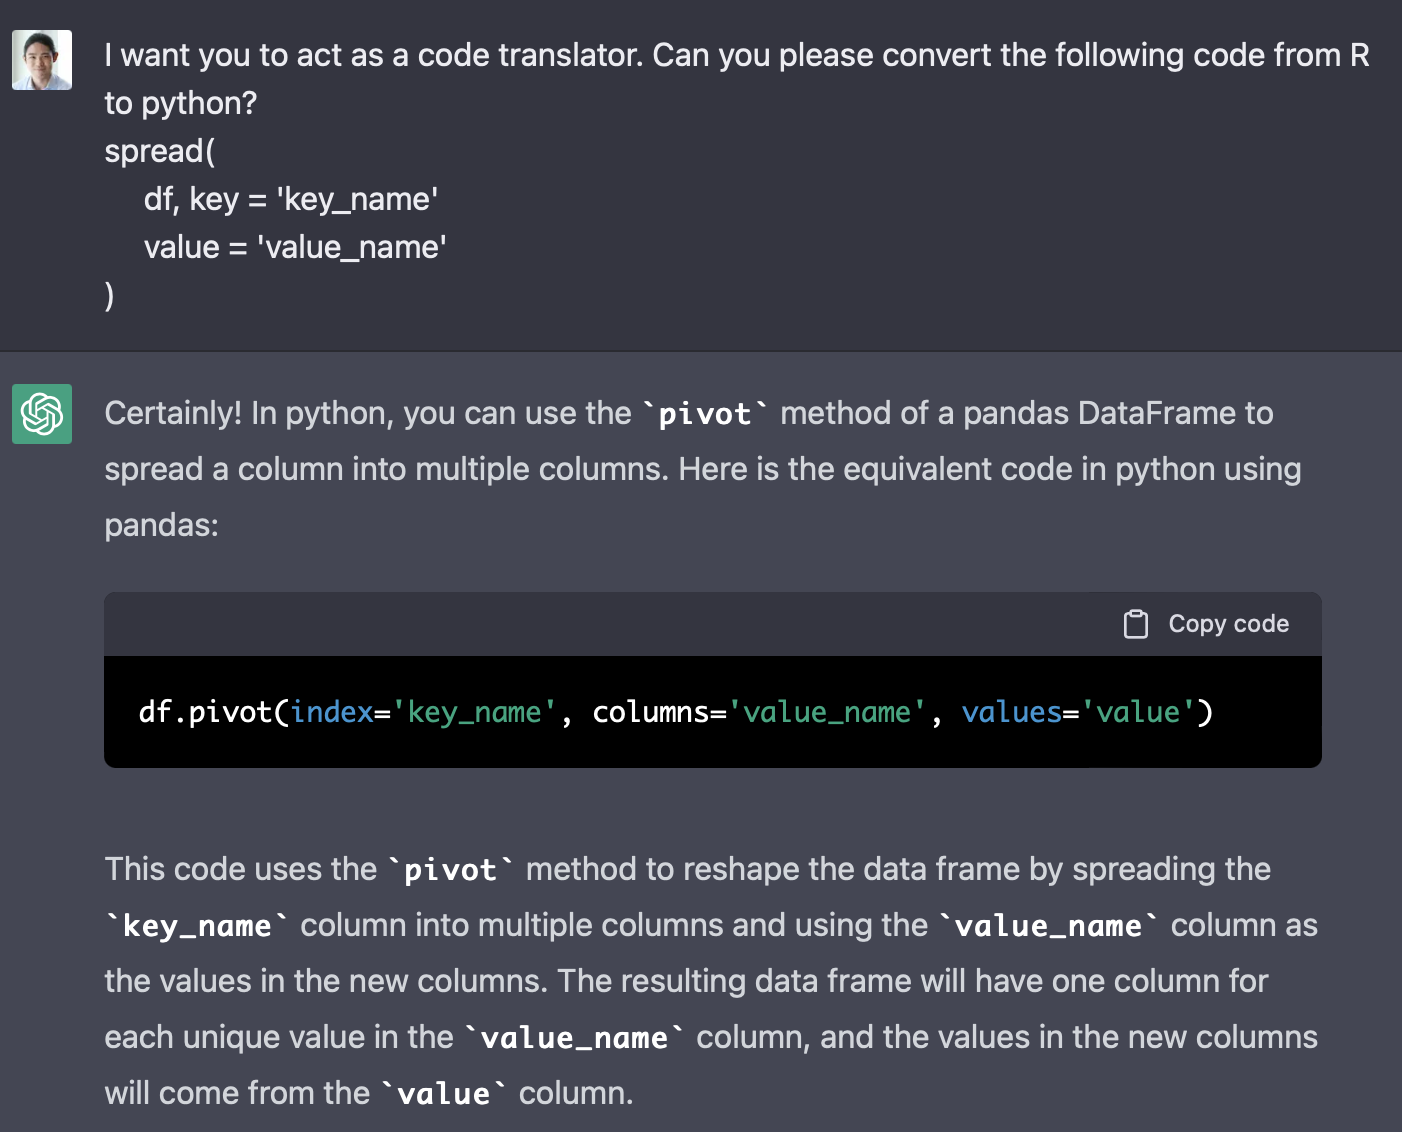 I want you to act as a code translator. Can you please convert the following code from R
to python?
spread(
df, key = 'key_name'
value = 'value_name'
)
Certainly! In python, you can use the `pivot` method of a pandas DataFrame to
spread a column into multiple columns. Here is the equivalent code in python using
pandas:
Copy code
df.pivot(index='key_name', columns='value_name', values='value')
This code uses the `pivot` method to reshape the data frame by spreading the
`key_name` column into multiple columns and using the `value_name` column as
the values in the new columns. The resulting data frame will have one column for
each unique value in the `value_name` column, and the values in the new columns
will come from the `value` column.